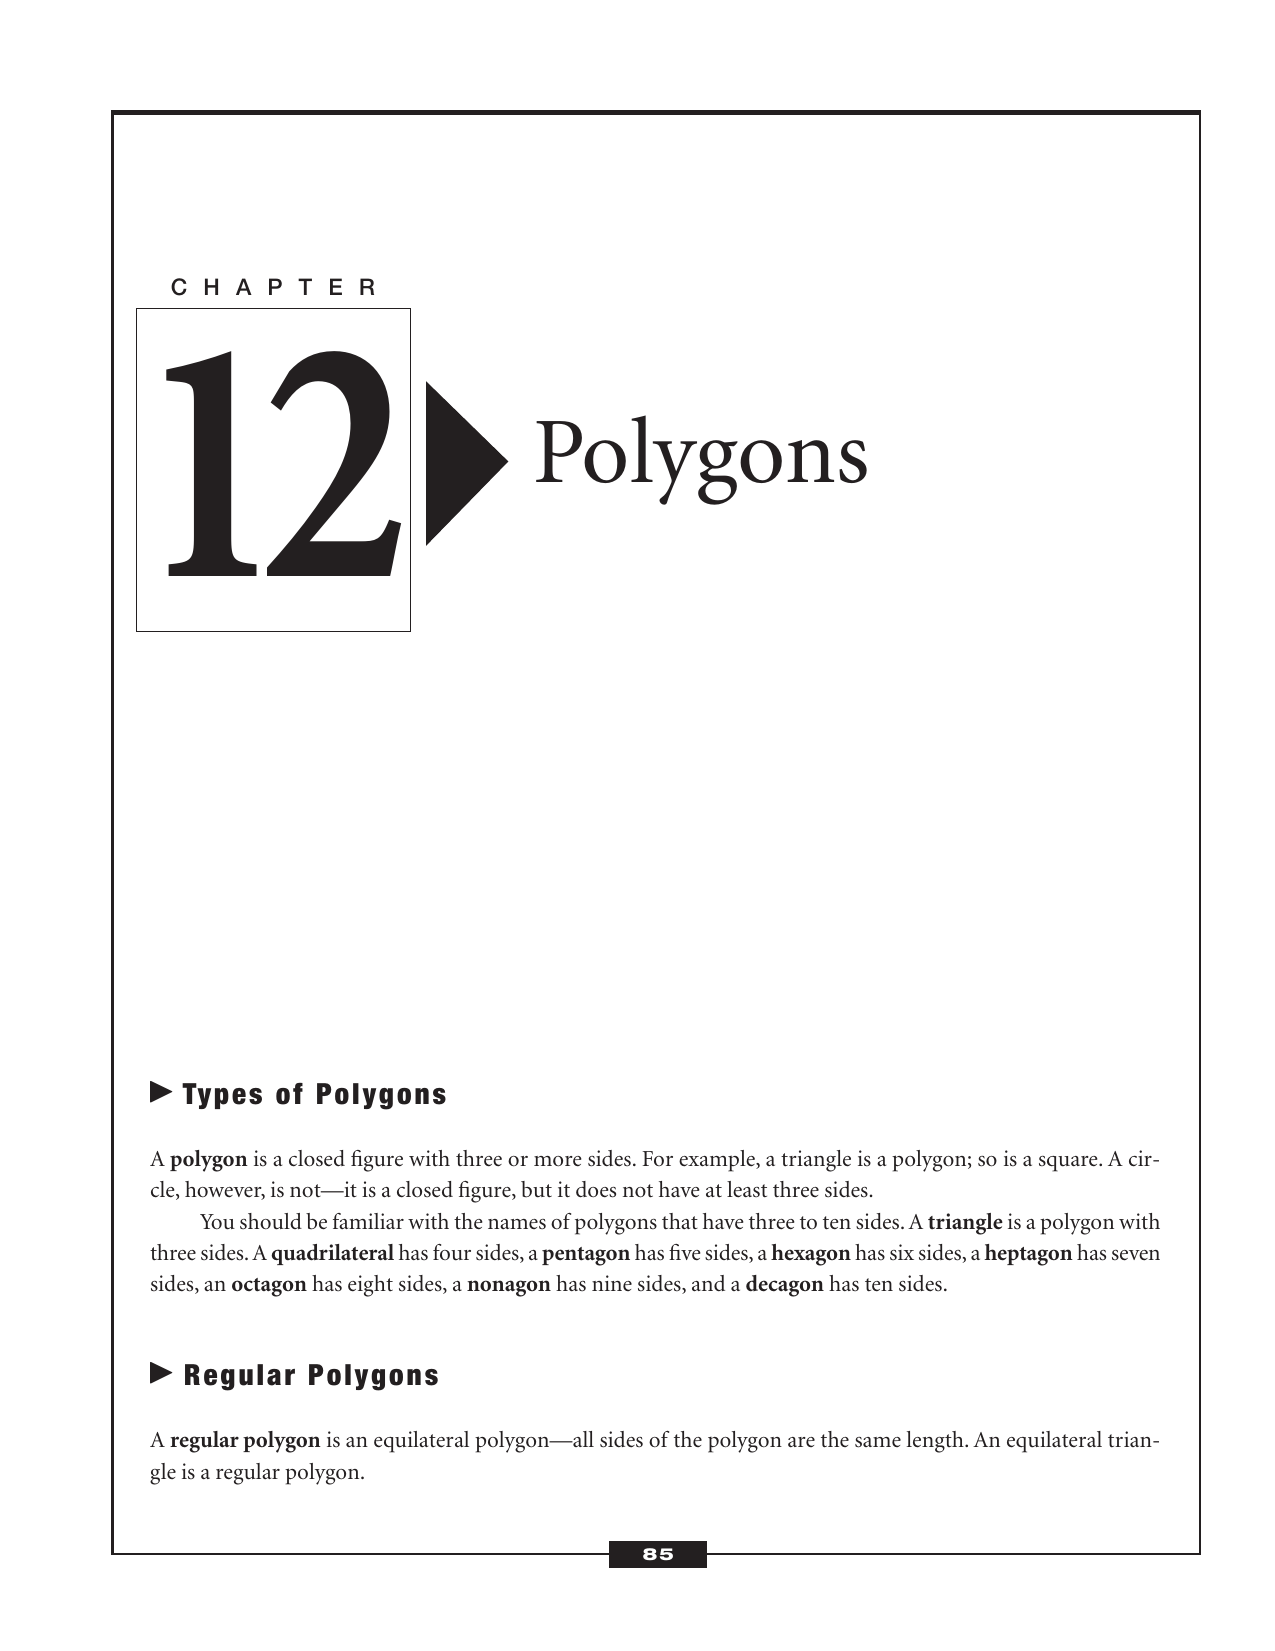 CHAPTER
12
Polygons
Types of Polygons
A polygon is a closed figure with three or more sides. For example, a triangle is a polygon; so is a square. A cir-
cle, however, is not—it is a closed figure, but it does not have at least three sides.
You should be familiar with the names of polygons that have three to ten sides. A triangle is a polygon with
three sides. A quadrilateral has four sides, a pentagon has five sides, a hexagon has six sides, a heptagon has seven
sides, an octagon has eight sides, a nonagon has nine sides, and a decagon has ten sides.
Regular Polygons
A regular polygon is an equilateral polygon—all sides of the polygon are the same length. An equilateral trian-
gle is a regular polygon.
85